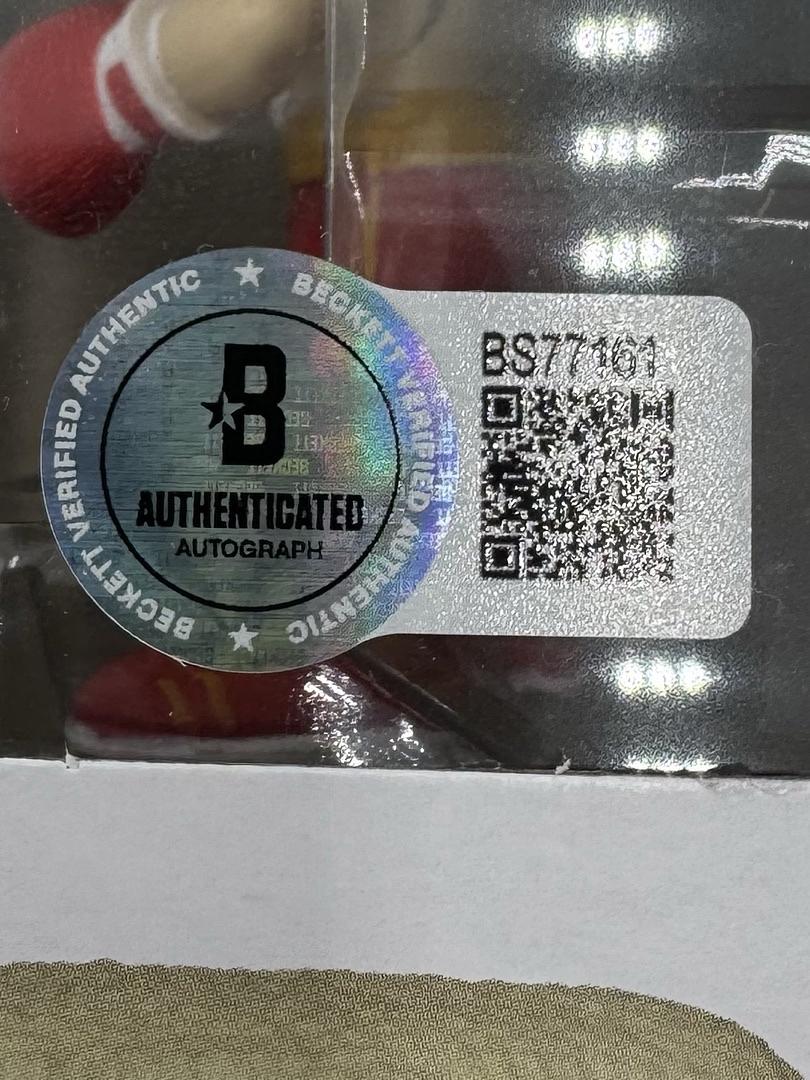 BECKETT VERIFIED AUTHENTIC
BECKETT VERIFIED AUTHENTIC
B
AUTHENTICATED
AUTOGRAPH
BS77161